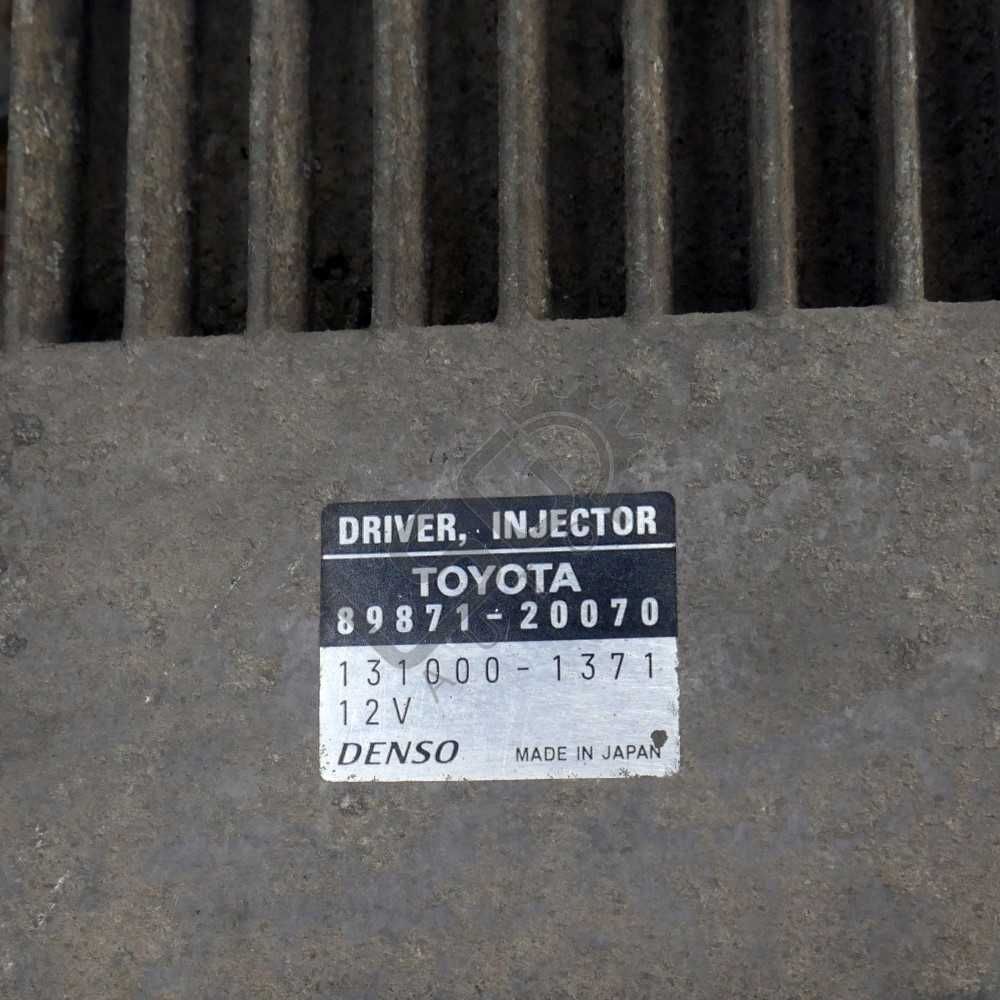 DRIVER, INJECTOR
TOYOTA
89871-20070
131000-1371
12V
DENSO MADE IN JAPAN